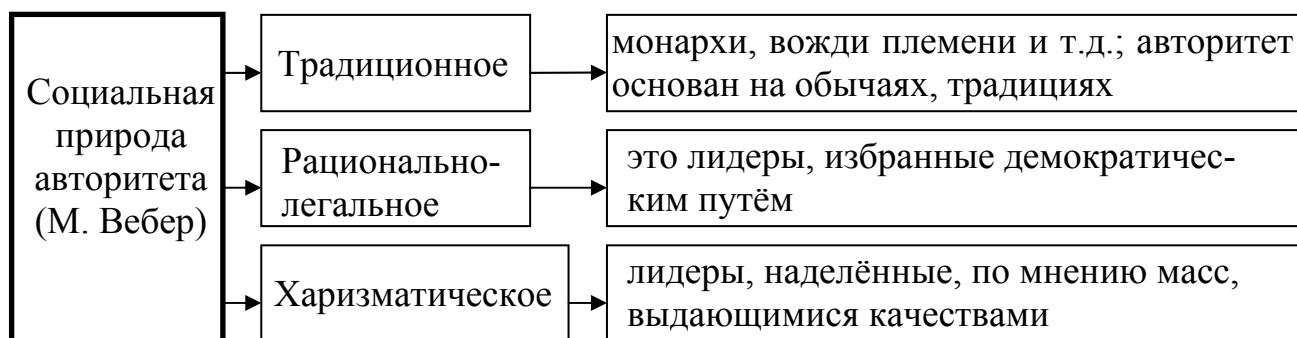 Социальная
природа
авторитета
(М. Вебер)
Традиционное
монархи, вожди племени и т.д.; авторитет
основан на обычаях, традициях
Рационально-
легальное
это лидеры, избранные демократичес-
ким путём
Харизматическое
лидеры, наделённые, по мнению масс,
выдающимися качествами